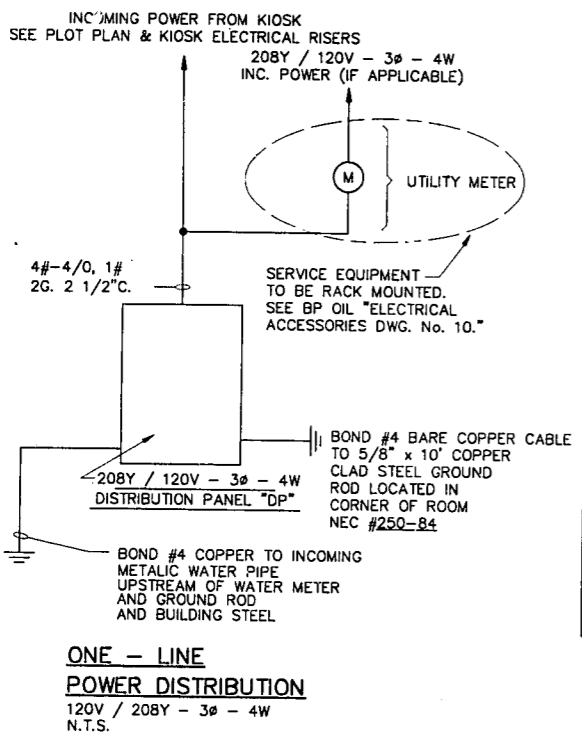 INCOMING POWER FROM KIOSK
SEE PLOT PLAN & KIOSK ELECTRICAL RISERS
208Y / 120V - 3ø - 4W
INC. POWER (IF APPLICABLE)
M
UTILITY METER
4#-4/0, 1#
2G. 2 1/2"C.
SERVICE EQUIPMENT
TO BE RACK MOUNTED.
SEE BP OIL "ELECTRICAL
ACCESSORIES DWG. No. 10."
208Y / 120V - 3ø - 4W
DISTRIBUTION PANEL "DP"
BOND #4 BARE COPPER CABLE
TO 5/8" x 10' COPPER
CLAD STEEL GROUND
ROD LOCATED IN
CORNER OF ROOM
NEC #250-84
BOND #4 COPPER TO INCOMING
METALIC WATER PIPE
UPSTREAM OF WATER METER
AND GROUND ROD
AND BUILDING STEEL
ONE - LINE
POWER DISTRIBUTION
120V / 208Y - 3ø - 4W
N.T.S.